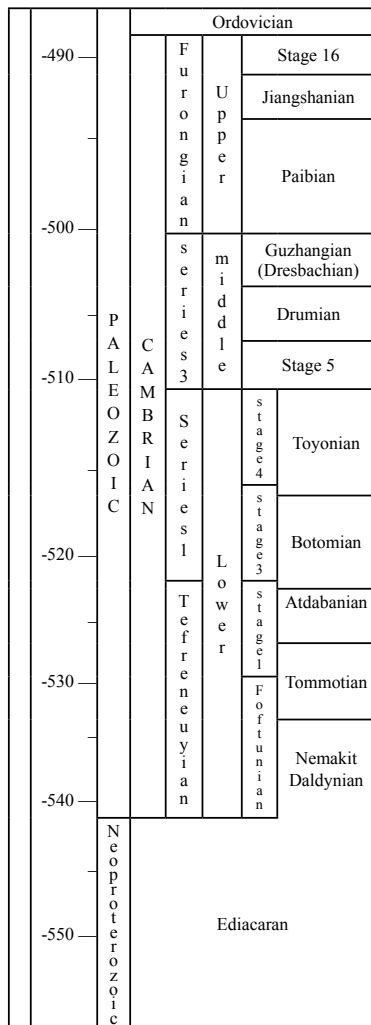 Ordovician
-490
Furongian
Upper
Stage 16
Jiangshanian
Paibian
-500
series3
middle
Guzhangian
(Dresbachian)
Drumian
Stage 5
PALEOZOIC
CAMBRIAN
-510
Series1
Lower
stage4
Toyonian
stage3
Botomian
-520
Tefreneuyian
stage1
Atdabanian
Tommotian
-530
Foftunian
Nemakit
Daldynian
-540
Neoproterozoic
Ediacaran
-550